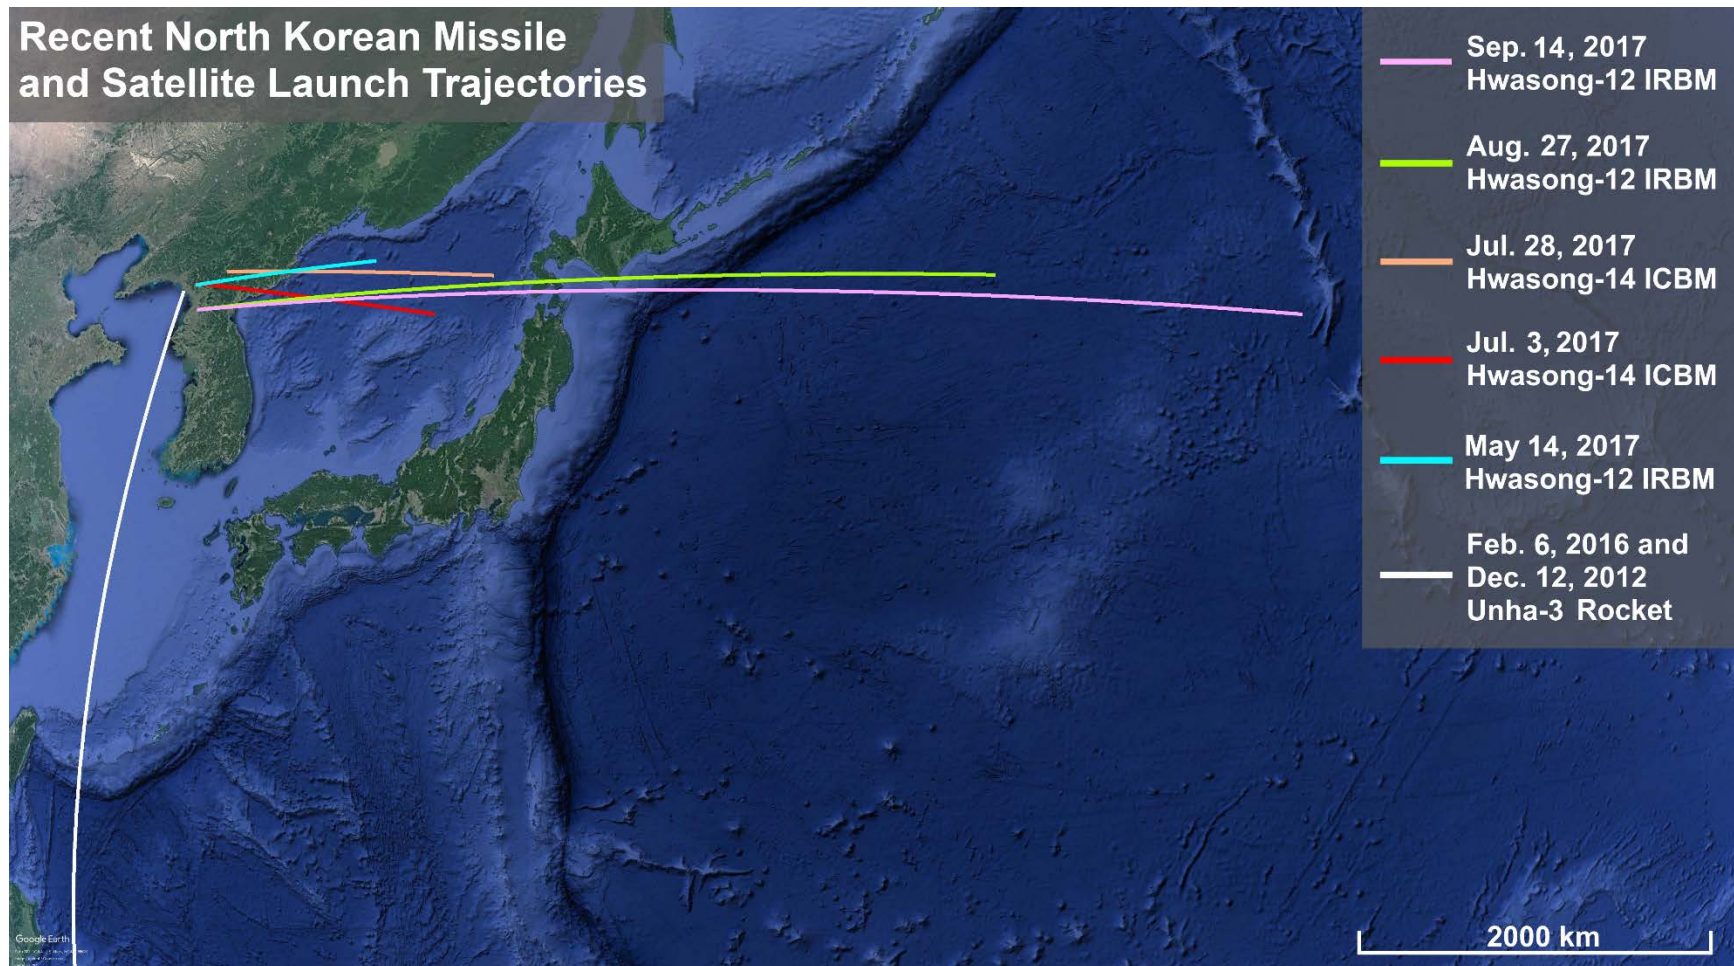 Recent North Korean Missile
and Satellite Launch Trajectories
Sep. 14, 2017
Hwasong-12 IRBM
Aug. 27, 2017
Hwasong-12 IRBM
Jul. 28, 2017
Hwasong-14 ICBM
Jul. 3, 2017
Hwasong-14 ICBM
May 14, 2017
Hwasong-12 IRBM
Feb. 6, 2016 and
Dec. 12, 2012
Unha-3 Rocket
Google Earth
2000 km